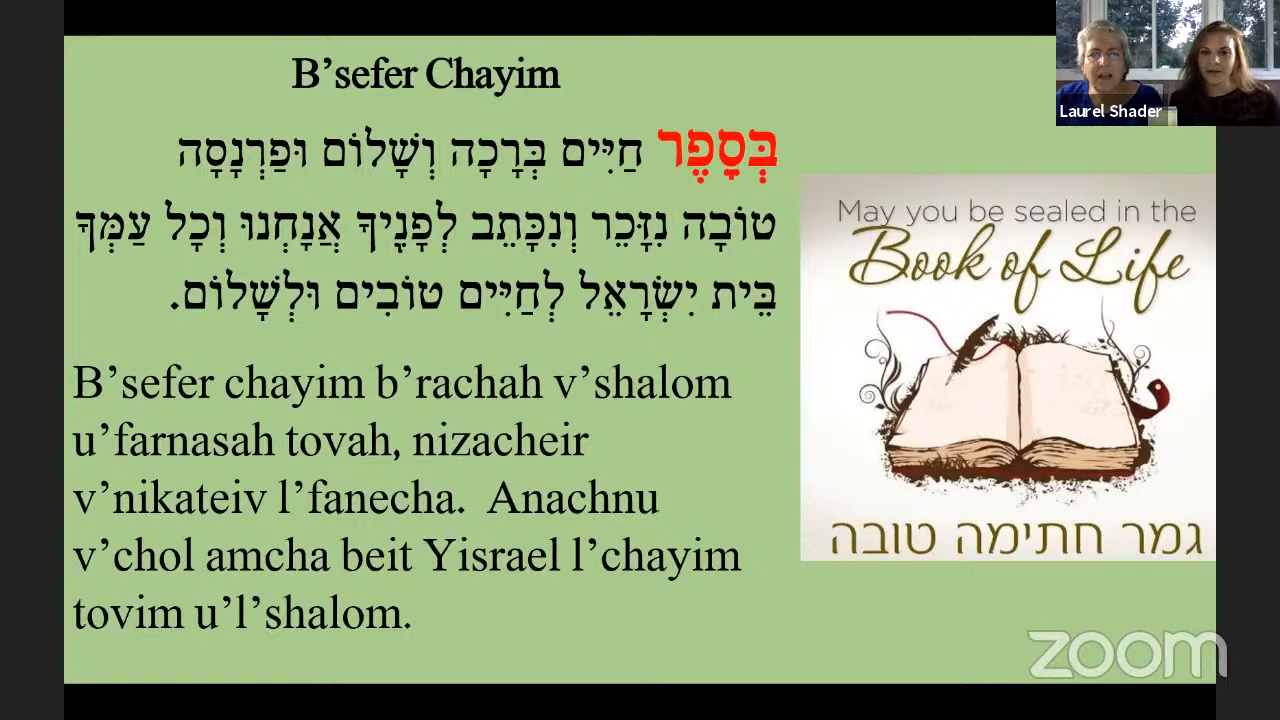 B’sefer Chayim
בְּסֵפֶר חַיִּים בְּרָכָה וְשָׁלוֹם וּפַרְנָסָה
טוֹבָה נִזָּכֵר וְנִכָּתֵב לְפָנֶיךָ אֲנָחְנוּ וְכָל עַמְּךָ
בֵּית יִשְׂרָאֵל לְחַיִּים טוֹבִים וּלְשָׁלוֹם.
B’sefer chayim b’rachah v’shalom
u’farnasah tovah, nizacheir
v’nikateiv l’fanecha. Anachnu
v’chol amcha beit Yisrael l’chayim
tovim u’l’shalom.
Laurel Shader
May you be sealed in the
Book of Life
גמר חתימה טובה
zoom